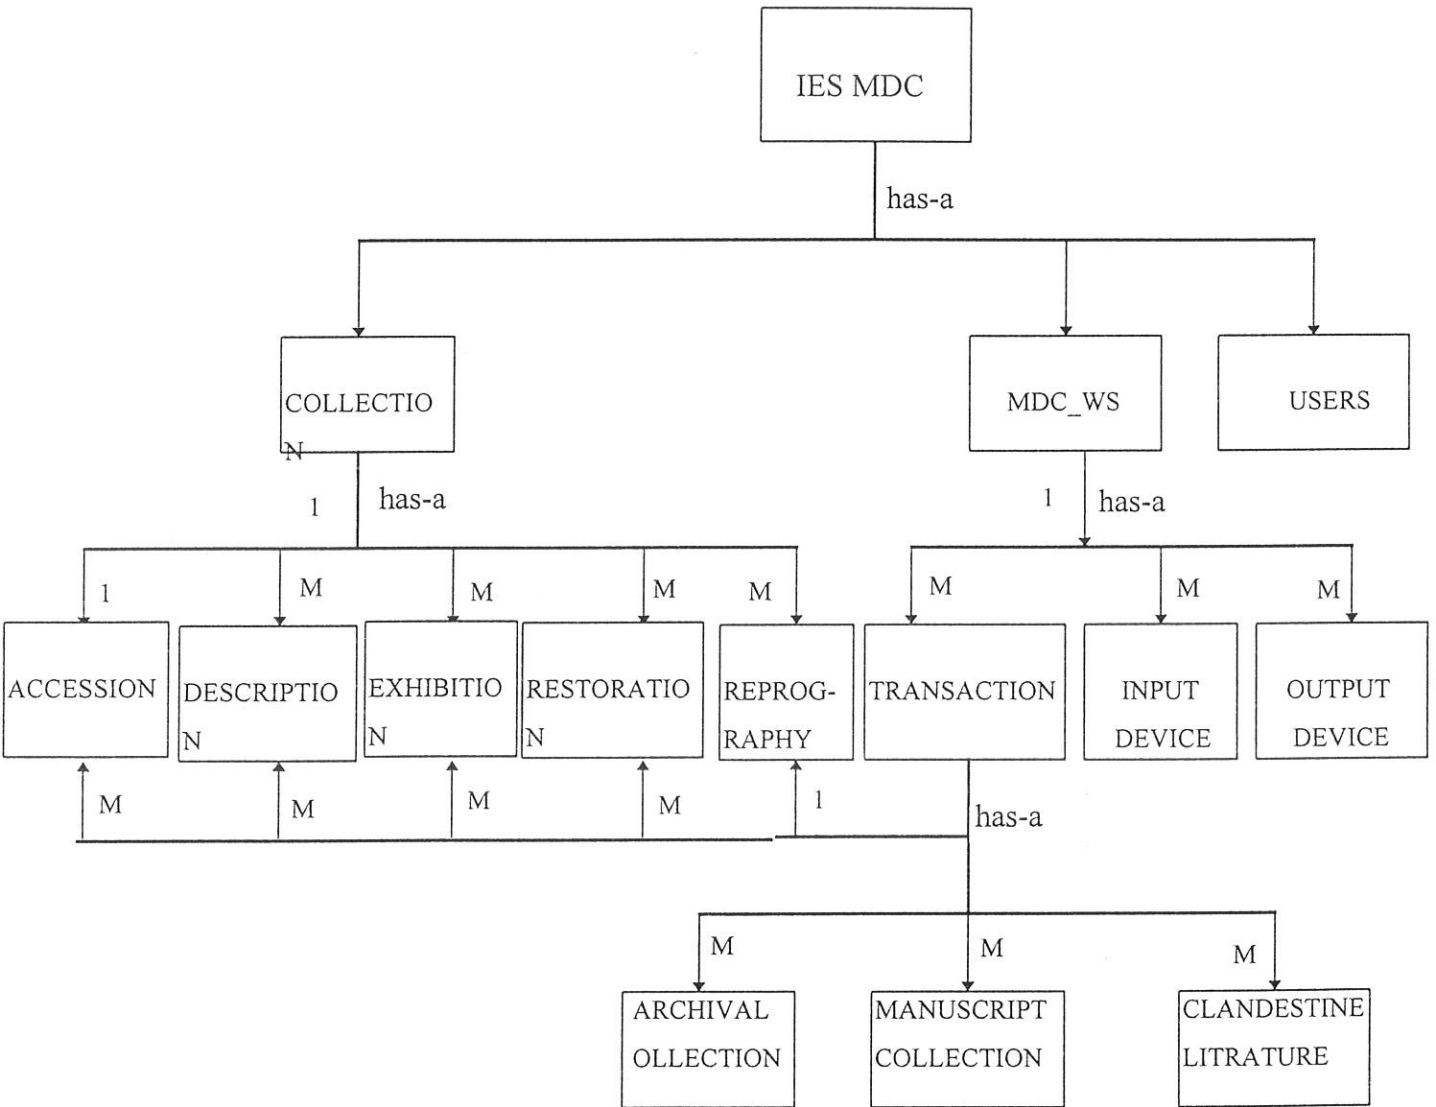 IES MDC
has-a
COLLECTIO
N
MDC_WS
USERS
1
has-a
1
has-a
1
M
M
M
M
M
M
M
ACCESSION
DESCRIPTIO
N
EXHIBITIO
N
RESTORATIO
N
REPROG-
RAPHY
TRANSACTION
INPUT
DEVICE
OUTPUT
DEVICE
M
M
M
M
1
has-a
M
M
M
ARCHIVAL
OLLECTION
MANUSCRIPT
COLLECTION
CLANDESTINE
LITRATURE